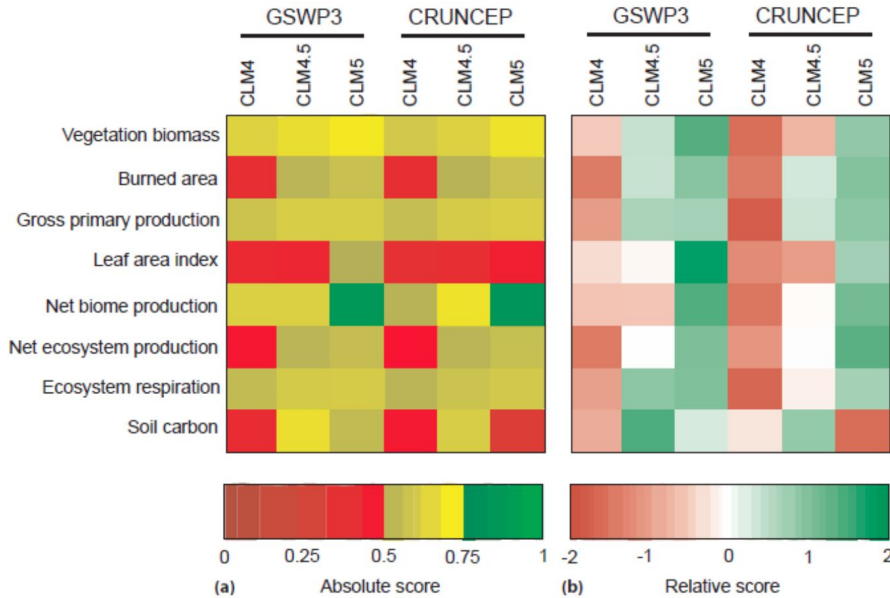 GSWP3 CRUNCEP GSWP3 CRUNCEP
CLM4 CLM4.5 CLM5 CLM4 CLM4.5 CLM5 CLM4 CLM4.5 CLM5 CLM4 CLM4.5 CLM5
Vegetation biomass
Burned area
Gross primary production
Leaf area index
Net biome production
Net ecosystem production
Ecosystem respiration
Soil carbon
0 0.25 0.5 0.75 1 -2 -1 0 1 2
(a) Absolute score (b) Relative score